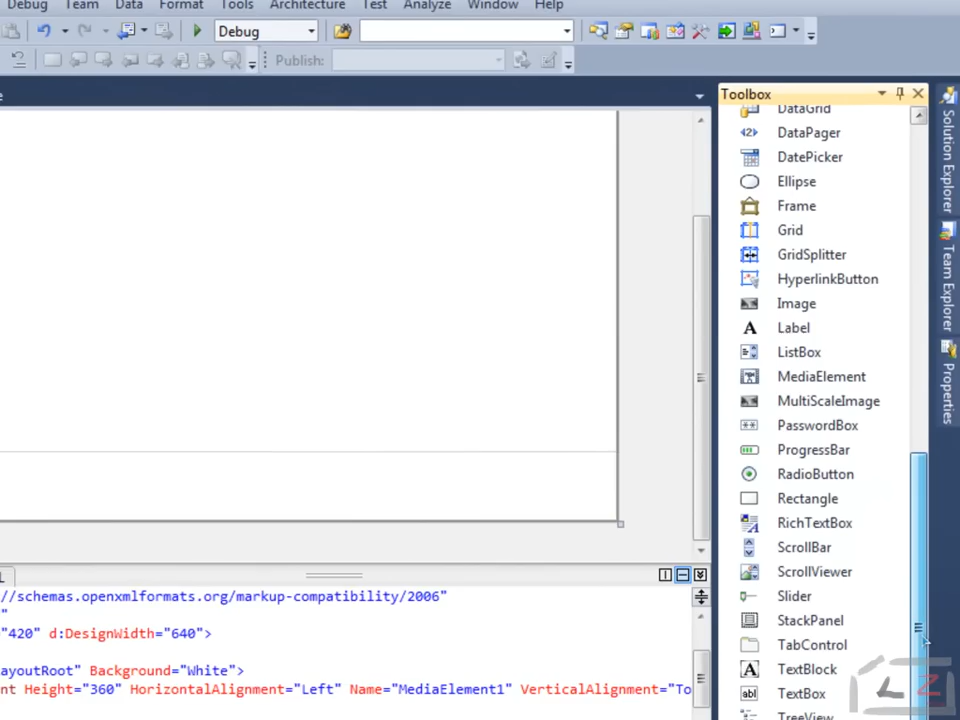 Debug Team Data Format Tools Architecture Test Analyze Window Help
Debug
Publish:
e
Toolbox
DataGrid
DataPager
DatePicker
Ellipse
Frame
Grid
GridSplitter
HyperlinkButton
Image
Label
ListBox
MediaElement
MultiScaleImage
PasswordBox
ProgressBar
RadioButton
Rectangle
RichTextBox
ScrollBar
ScrollViewer
Slider
StackPanel
TabControl
TextBlock
TextBox
TreeView
Solution Explorer
Team Explorer
Properties
L
//schemas.openxmlformats.org/markup-compatibility/2006"
"
"420" d:DesignWidth="640">
ayoutRoot" Background="White">
nt Height="360" HorizontalAlignment="Left" Name="MediaElement1" VerticalAlignment="To
LZ